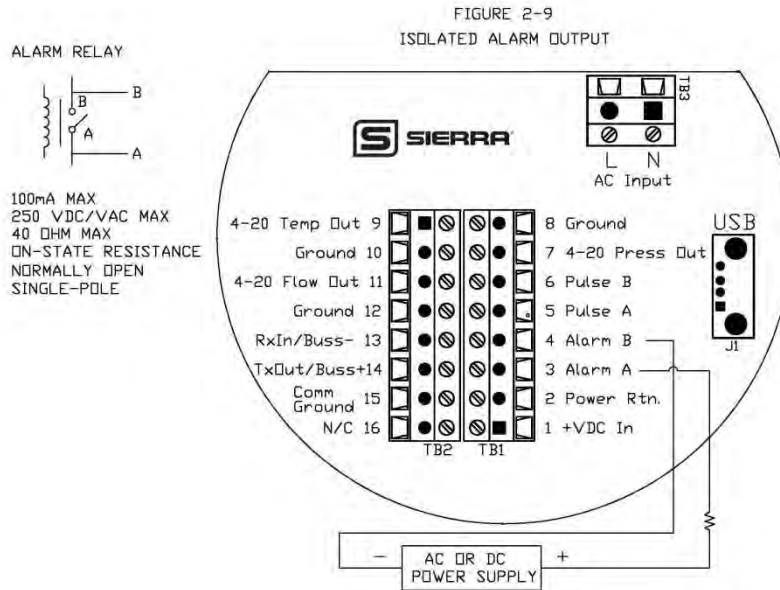 FIGURE 2-9
ISOLATED ALARM OUTPUT
ALARM RELAY
B
B
A
A
100mA MAX
250 VDC/VAC MAX
40 OHM MAX
ON-STATE RESISTANCE
NORMALLY OPEN
SINGLE-POLE
S SIERRA
TB3
L N
AC Input
USB
J1
4-20 Temp Out 9
Ground 10
4-20 Flow Out 11
Ground 12
RxIn/Buss- 13
TxOut/Buss+14
Comm
Ground 15
N/C 16
TB2
TB1
8 Ground
7 4-20 Press Out
6 Pulse B
5 Pulse A
4 Alarm B
3 Alarm A
2 Power Rtn.
1 +VDC In
- AC OR DC +
POWER SUPPLY